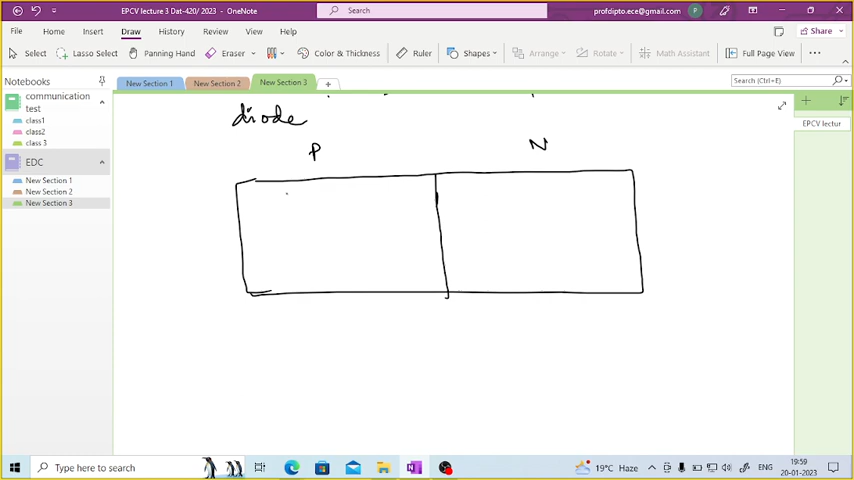 EPCV lecture 3 Dat-420/ 2023 - OneNote
Search
profdipto.ece@gmail.com
P
File
Home
Insert
Draw
History
Review
View
Help
Share
Select
Lasso Select
Panning Hand
Eraser
Color & Thickness
Ruler
Shapes
Arrange
Rotate
Math Assistant
Full Page View
Notebooks
New Section 1
New Section 2
New Section 3
Search (Ctrl+E)
communication
test
class1
class2
class 3
EDC
New Section 1
New Section 2
New Section 3
EPCV lectur
diode
P
N
Type here to search
19°C Haze
ENG
19:59
20-01-2023